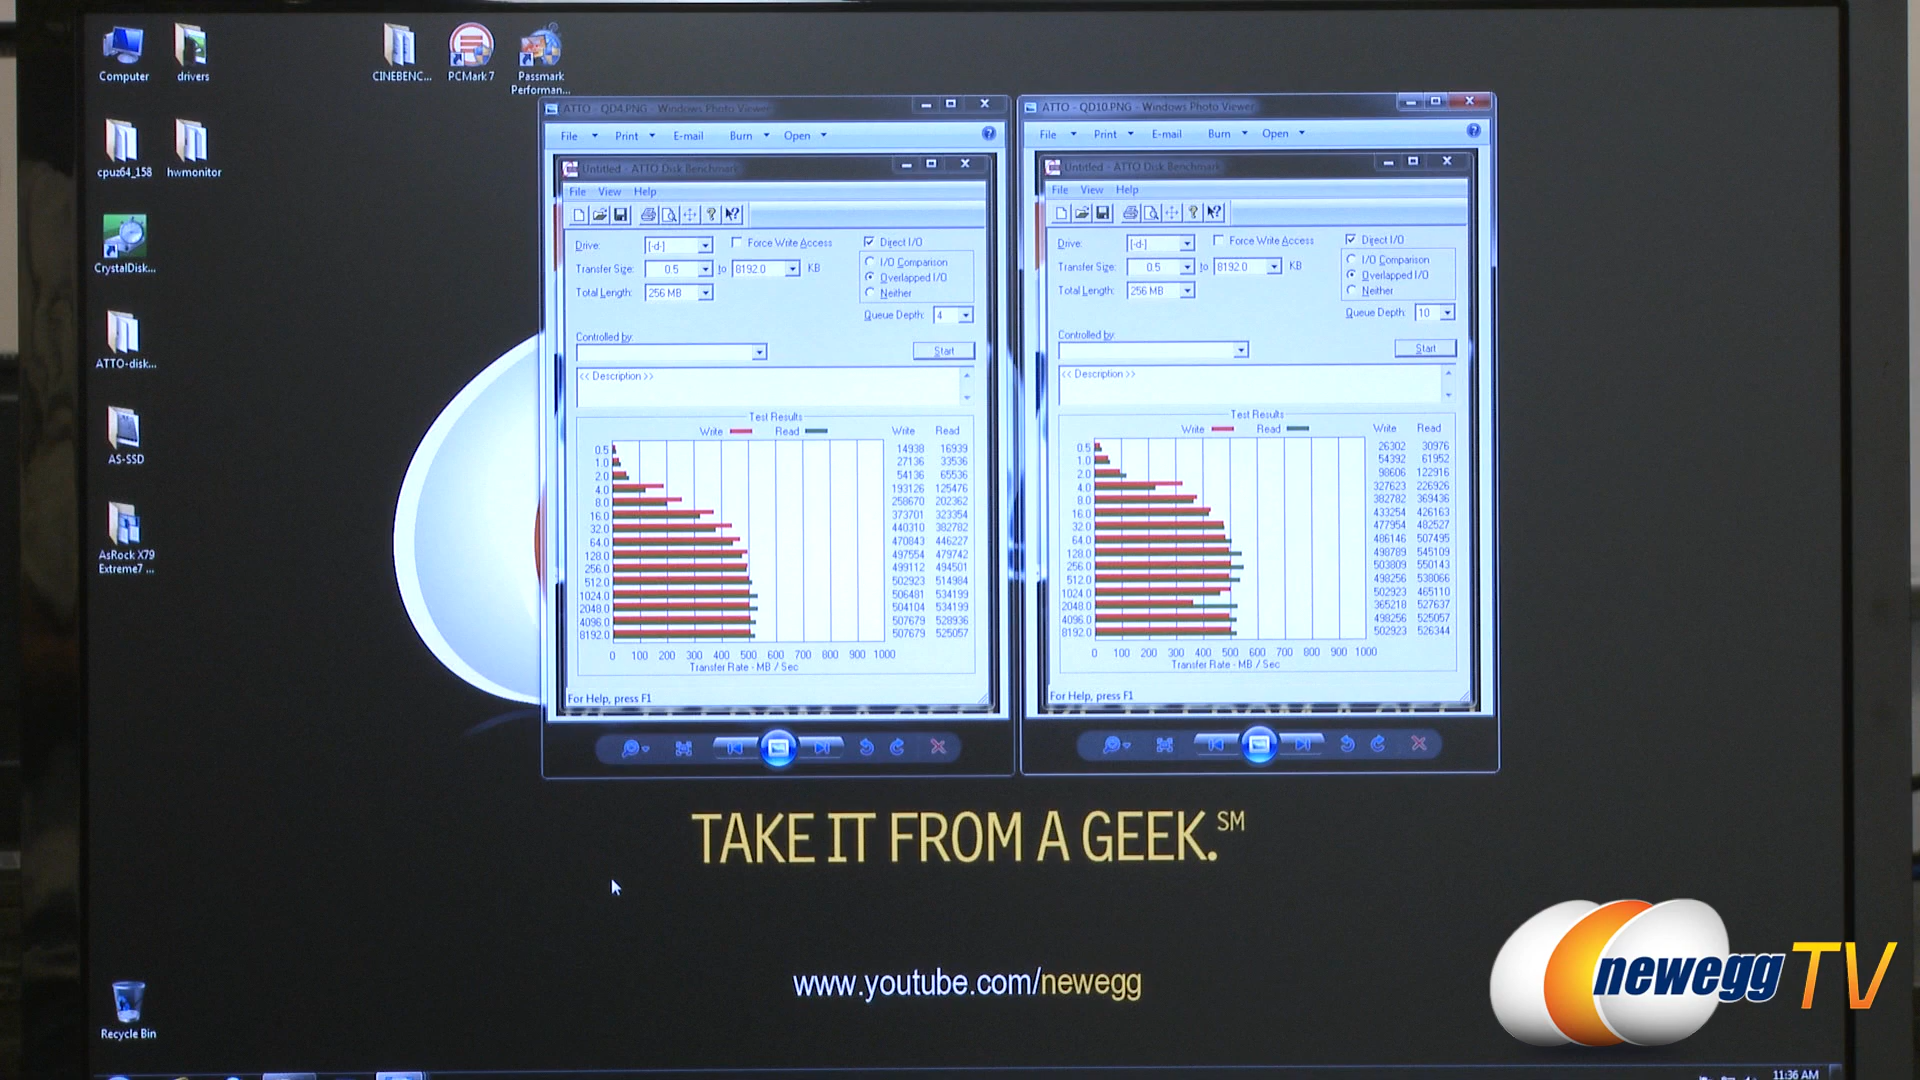 Computer
drivers
CINEBENC...
PCMark 7
Passmark
Performan...
cpuz64_158
hwmonitor
CrystalDisk...
ATTO-disk...
AS-SSD
AsRock X79
Extreme7 ...
Recycle Bin
ATTO - QD4.PNG - Windows Photo Viewer
File Print E-mail Burn Open
Untitled - ATTO Disk Benchmark
File View Help
Drive: [-d-] Force Write Access Direct I/O
Transfer Size: 0.5 to 8192.0 KB I/O Comparison
Overlapped I/O
Total Length: 256 MB Neither
Queue Depth: 4
Controlled by:
Start
<< Description >>
Test Results
Write Read Write Read
0.5 14938 16939
1.0 27136 33536
2.0 54136 65536
4.0 193126 125476
8.0 258670 202362
16.0 373701 323354
32.0 440310 382782
64.0 470843 446227
128.0 497554 479742
256.0 499112 494501
512.0 502923 514984
1024.0 506481 534199
2048.0 504104 534199
4096.0 507679 528936
8192.0 507679 525057
0 100 200 300 400 500 600 700 800 900 1000
Transfer Rate - MB / Sec
For Help, press F1
ATTO - QD10.PNG - Windows Photo Viewer
File Print E-mail Burn Open
Untitled - ATTO Disk Benchmark
File View Help
Drive: [-d-] Force Write Access Direct I/O
Transfer Size: 0.5 to 8192.0 KB I/O Comparison
Overlapped I/O
Total Length: 256 MB Neither
Queue Depth: 10
Controlled by:
Start
<< Description >>
Test Results
Write Read Write Read
0.5 26302 30976
1.0 54392 61952
2.0 98606 122916
4.0 327623 226926
8.0 382782 369436
16.0 433254 426163
32.0 477954 482527
64.0 486146 507495
128.0 498789 545109
256.0 503809 550143
512.0 498256 538066
1024.0 502923 465110
2048.0 365218 527637
4096.0 498256 525057
8192.0 502923 526344
0 100 200 300 400 500 600 700 800 900 1000
Transfer Rate - MB / Sec
For Help, press F1
TAKE IT FROM A GEEK.SM
www.youtube.com/newegg
newegg TV
11:36 AM